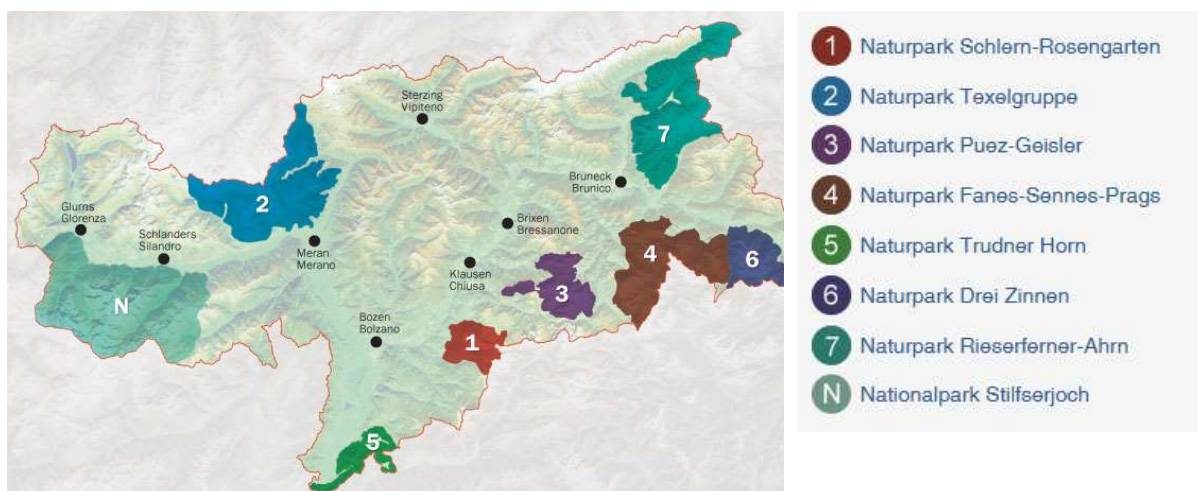 Sterzing
Vipiteno
7
Bruneck
Brunico
2
Glurns
Glorenza
Schlanders
Silandro
Meran
Merano
Brixen
Bressanone
4
6
Klausen
Chiusa
3
N
Bozen
Bolzano
1
5
1 Naturpark Schlern-Rosengarten
2 Naturpark Texelgruppe
3 Naturpark Puez-Geisler
4 Naturpark Fanes-Sennes-Prags
5 Naturpark Trudner Horn
6 Naturpark Drei Zinnen
7 Naturpark Rieserferner-Ahrn
N Nationalpark Stilfserjoch